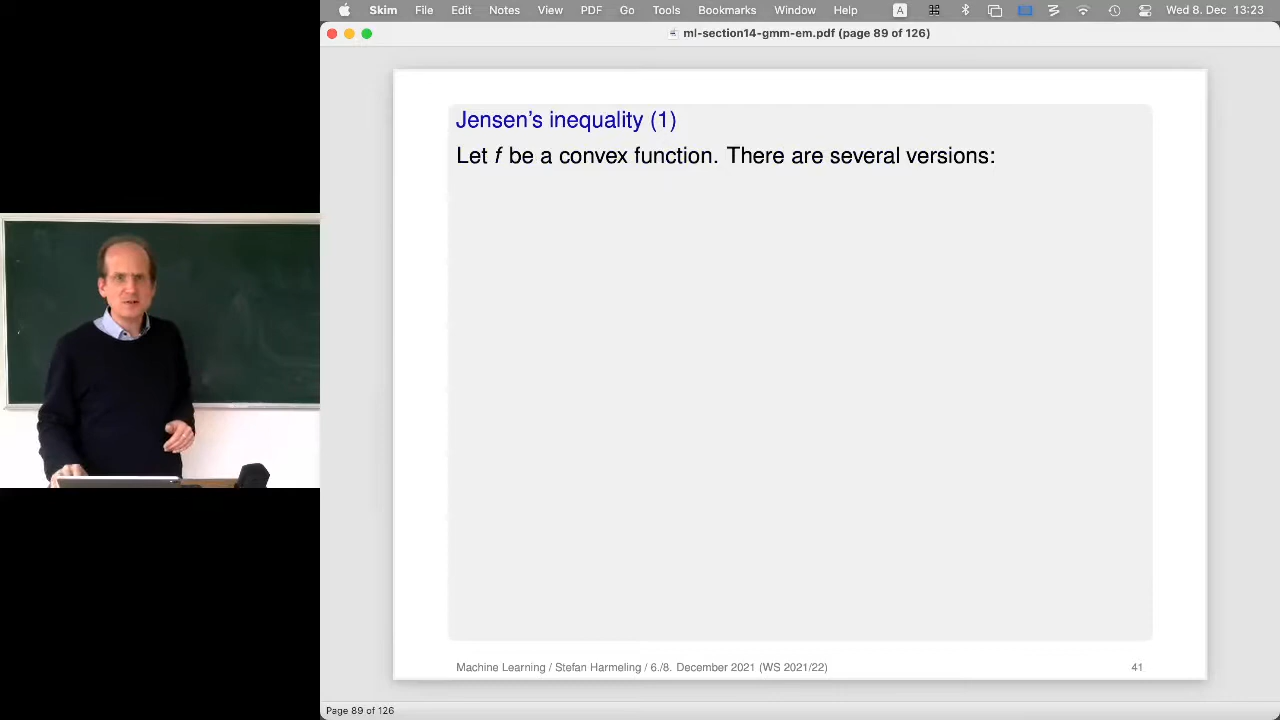 Skim File Edit Notes View PDF Go Tools Bookmarks Window Help A Wed 8. Dec 13:23
ml-section14-gmm-em.pdf (page 89 of 126)
Jensen's inequality (1)
Let f be a convex function. There are several versions:
Machine Learning / Stefan Harmeling / 6./8. December 2021 (WS 2021/22) 41
Page 89 of 126